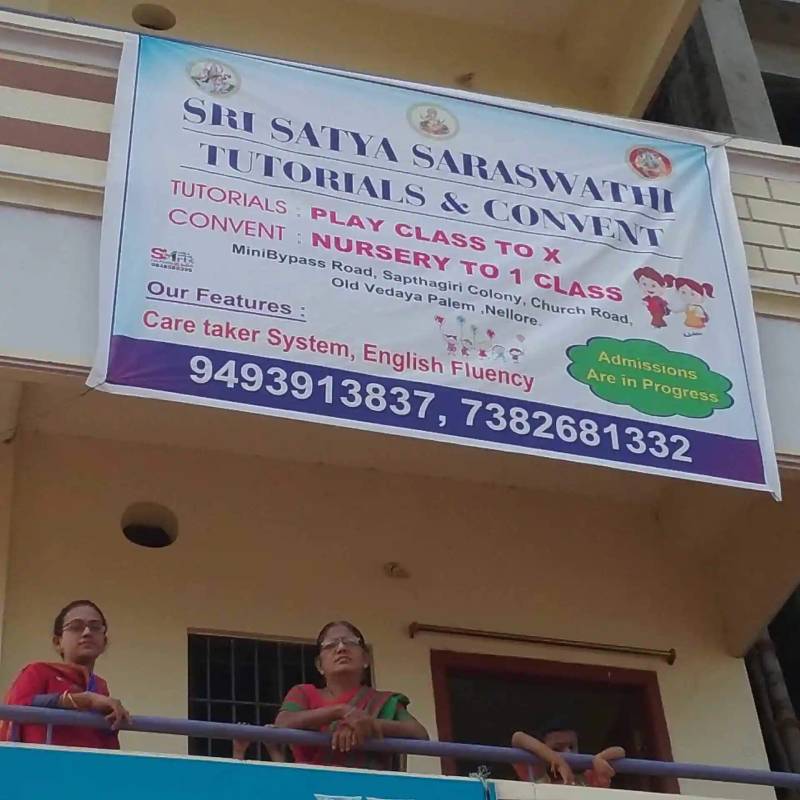 SRI SATYA SARASWATHI
TUTORIALS & CONVENT
TUTORIALS : PLAY CLASS TO X
CONVENT : NURSERY TO 1 CLASS
MiniBypass Road, Sapthagiri Colony, Church Road,
Old Vedaya Palem ,Nellore.
Our Features :
Care taker System, English Fluency
Admissions
Are in Progress
9493913837, 7382681332